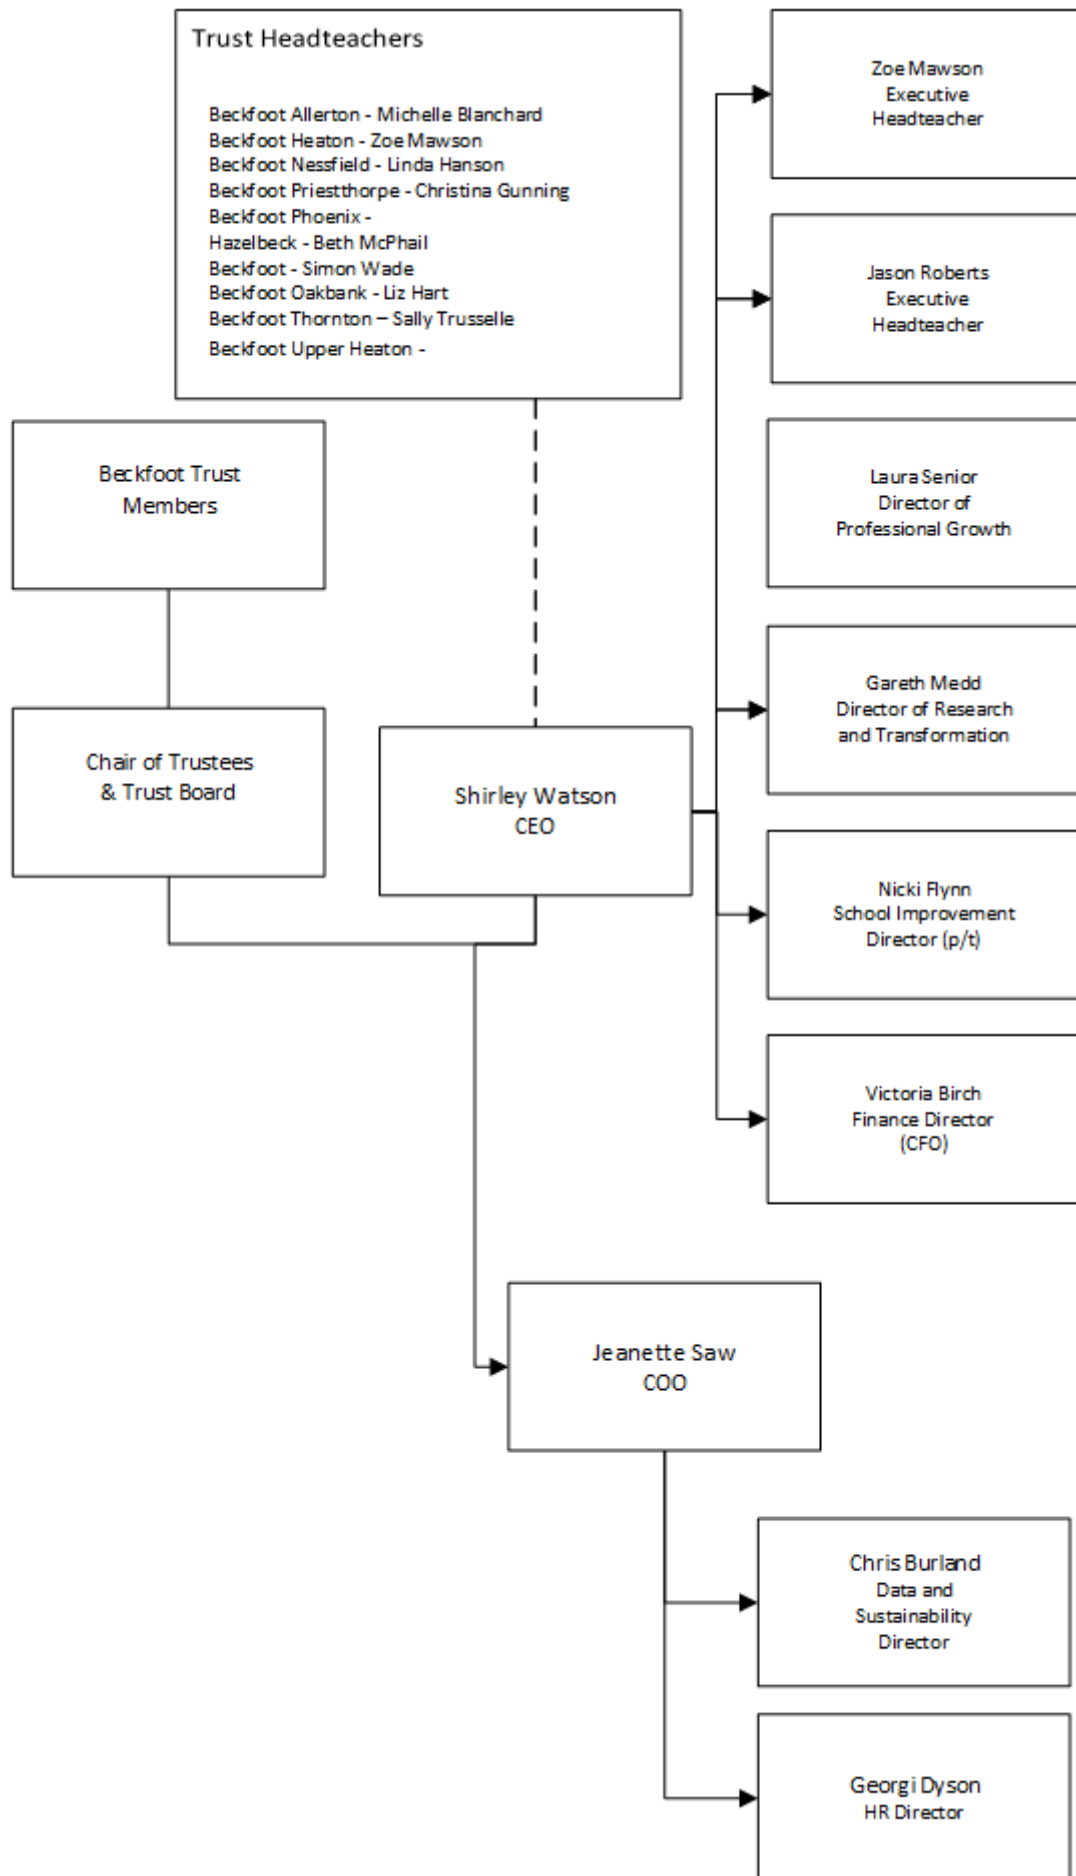 Trust Headteachers
Beckfoot Allerton - Michelle Blanchard
Beckfoot Heaton - Zoe Mawson
Beckfoot Nessfield - Linda Hanson
Beckfoot Priestthorpe - Christina Gunning
Beckfoot Phoenix -
Hazelbeck - Beth McPhail
Beckfoot - Simon Wade
Beckfoot Oakbank - Liz Hart
Beckfoot Thornton – Sally Trusselle
Beckfoot Upper Heaton -
Zoe Mawson
Executive
Headteacher
Jason Roberts
Executive
Headteacher
Beckfoot Trust
Members
Laura Senior
Director of
Professional Growth
Gareth Medd
Director of Research
and Transformation
Chair of Trustees
& Trust Board
Shirley Watson
CEO
Nicki Flynn
School Improvement
Director (p/t)
Victoria Birch
Finance Director
(CFO)
Jeanette Saw
COO
Chris Burland
Data and
Sustainability
Director
Georgi Dyson
HR Director